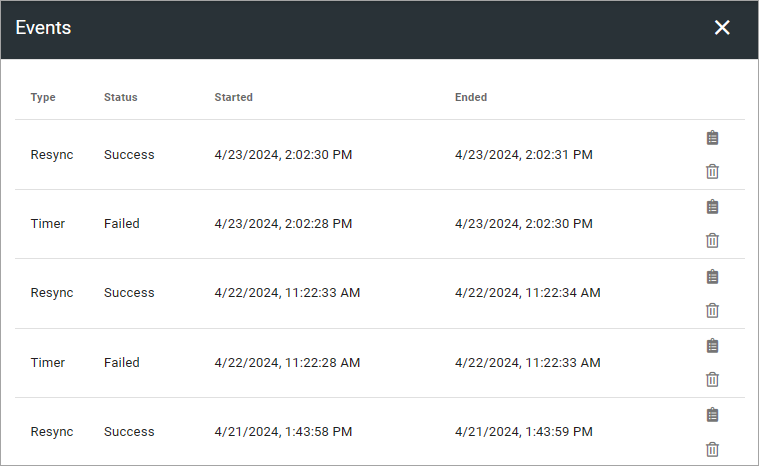 Events
Type Status Started Ended
Resync Success 4/23/2024, 2:02:30 PM 4/23/2024, 2:02:31 PM
Timer Failed 4/23/2024, 2:02:28 PM 4/23/2024, 2:02:30 PM
Resync Success 4/22/2024, 11:22:33 AM 4/22/2024, 11:22:34 AM
Timer Failed 4/22/2024, 11:22:28 AM 4/22/2024, 11:22:33 AM
Resync Success 4/21/2024, 1:43:58 PM 4/21/2024, 1:43:59 PM